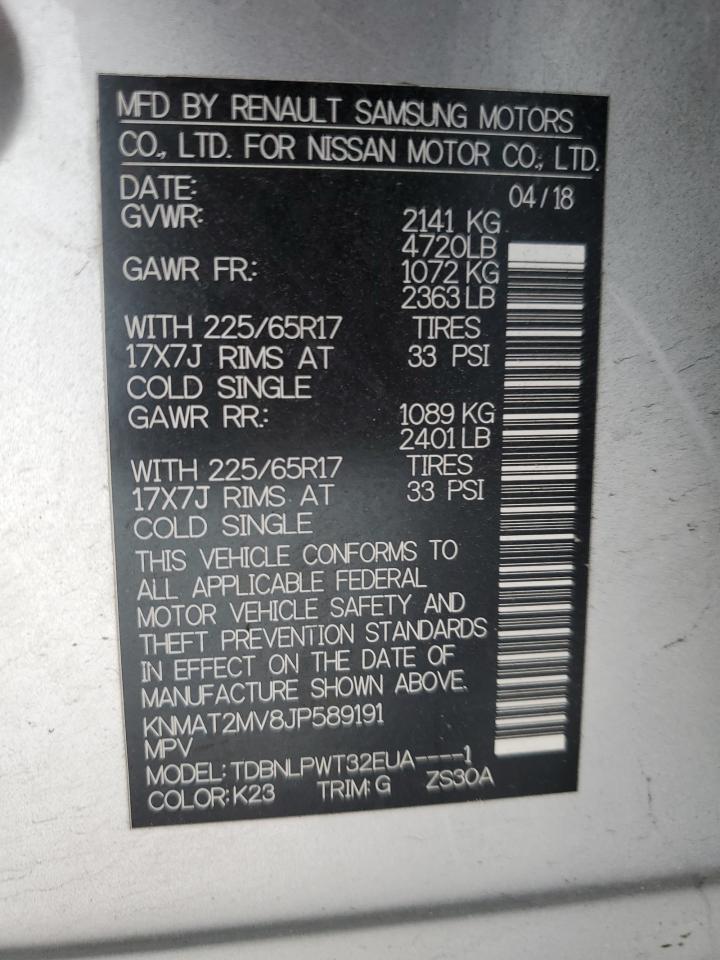 MFD BY RENAULT SAMSUNG MOTORS
CO., LTD. FOR NISSAN MOTOR CO., LTD.
DATE: 04/18
GVWR: 2141 KG
4720LB
GAWR FR.: 1072 KG
2363 LB
WITH 225/65R17 TIRES
17X7J RIMS AT 33 PSI
COLD SINGLE
GAWR RR.: 1089 KG
2401 LB
WITH 225/65R17 TIRES
17X7J RIMS AT 33 PSI
COLD SINGLE
THIS VEHICLE CONFORMS TO
ALL APPLICABLE FEDERAL
MOTOR VEHICLE SAFETY AND
THEFT PREVENTION STANDARDS
IN EFFECT ON THE DATE OF
MANUFACTURE SHOWN ABOVE.
KNMAT2MV8JP589191
MPV
MODEL: TDBNLPWT32EUA----1
COLOR: K23 TRIM: G ZS30A